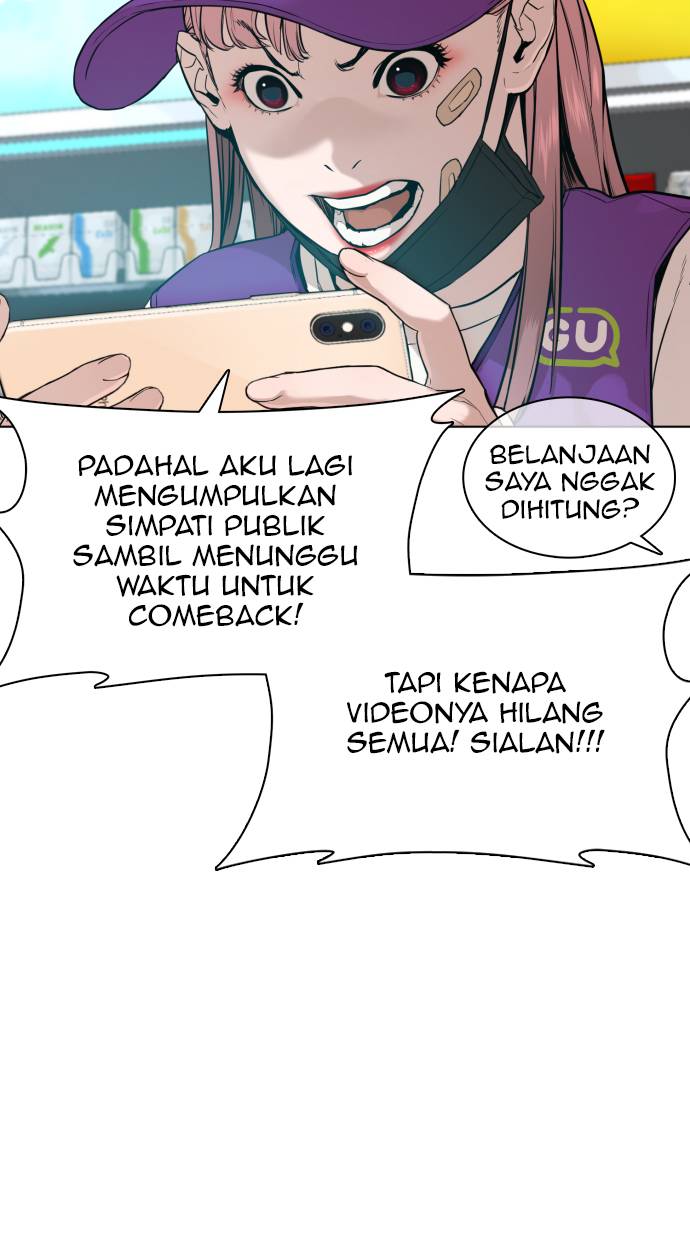 GU
PADAHAL AKU LAGI
MENGUMPULKAN
SIMPATI PUBLIK
SAMBIL MENUNGGU
WAKTU UNTUK
COMEBACK!
BELANJAAN
SAYA NGGAK
DIHITUNG?
TAPI KENAPA
VIDEONYA HILANG
SEMUA! SIALAN!!!